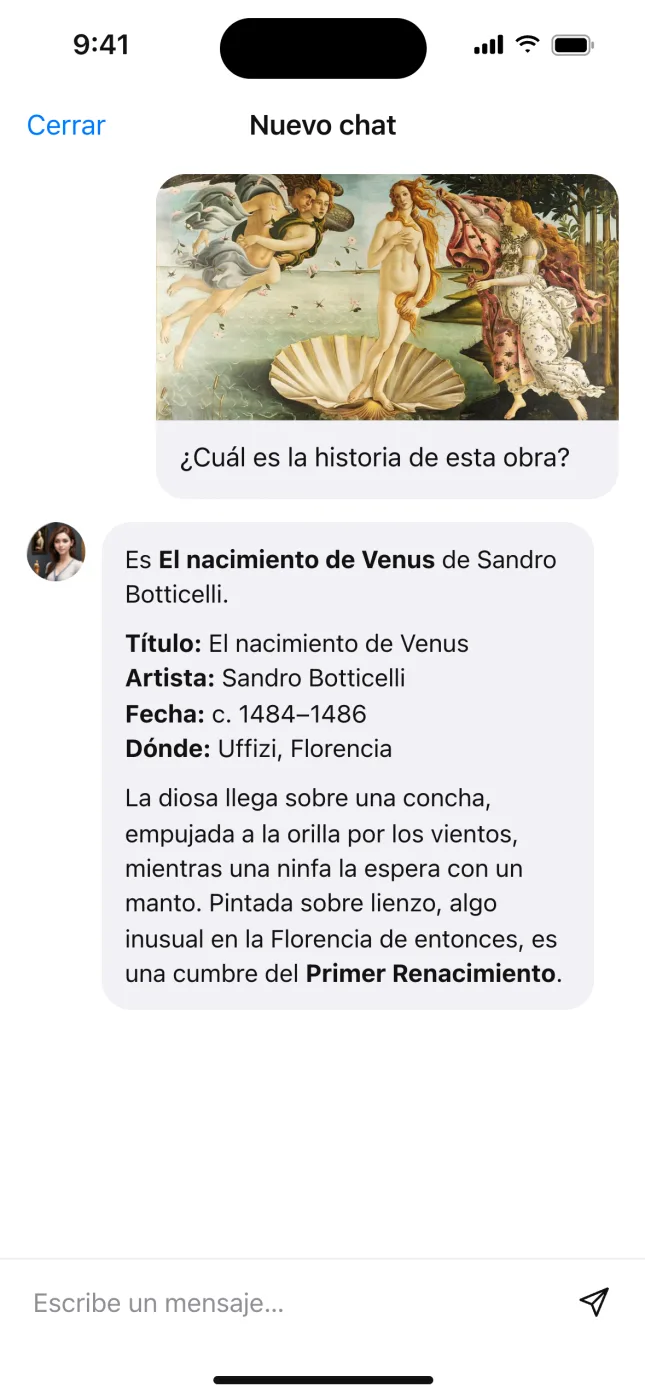 9:41
Cerrar
Nuevo chat
¿Cuál es la historia de esta obra?
Es El nacimiento de Venus de Sandro
Botticelli.
Título: El nacimiento de Venus
Artista: Sandro Botticelli
Fecha: c. 1484–1486
Dónde: Uffizi, Florencia
La diosa llega sobre una concha,
empujada a la orilla por los vientos,
mientras una ninfa la espera con un
manto. Pintada sobre lienzo, algo
inusual en la Florencia de entonces, es
una cumbre del Primer Renacimiento.
Escribe un mensaje...